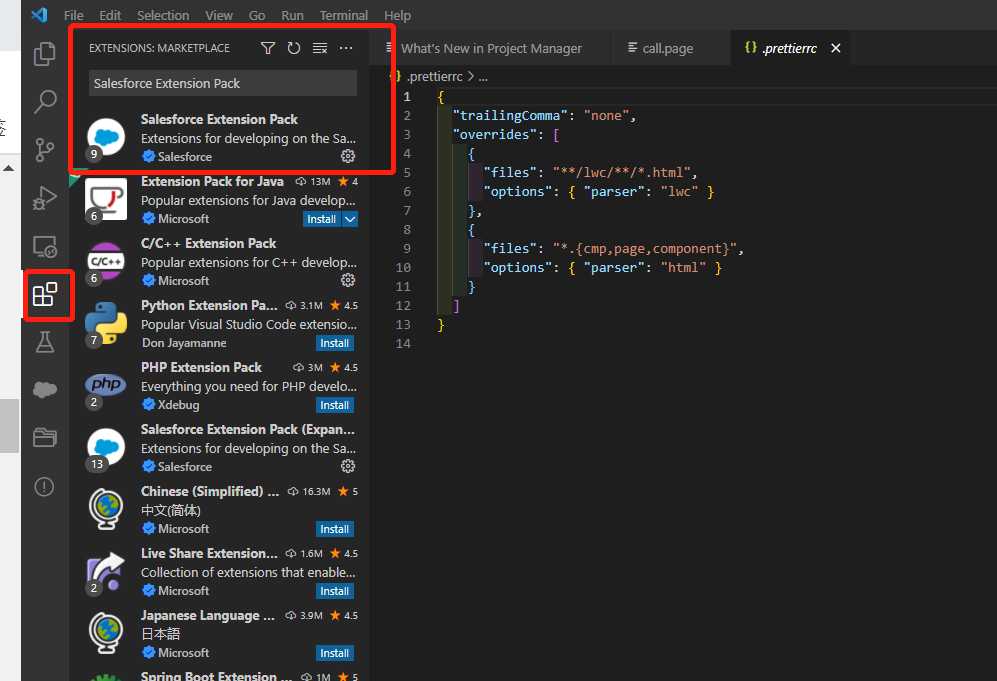 File Edit Selection View Go Run Terminal Help
EXTENSIONS: MARKETPLACE
Salesforce Extension Pack
Salesforce Extension Pack
Extensions for developing on the Sa...
9
Salesforce
Extension Pack for Java 13M 4
Popular extensions for Java develop...
6
Microsoft Install
C/C++ Extension Pack
C/C++
Popular extensions for C++ develop...
6
Microsoft
Python Extension Pa... 3.1M 4.5
Popular Visual Studio Code extensio...
7
Don Jayamanne Install
PHP Extension Pack 3M 4.5
php
Everything you need for PHP develo...
2
Xdebug Install
Salesforce Extension Pack (Expan...
Extensions for developing on the Sa...
13
Salesforce
Chinese (Simplified) ... 16.3M 5
中文(简体)
Microsoft Install
Live Share Extension... 1.6M 4.5
Collection of extensions that enable...
2
Microsoft Install
Japanese Language ... 3.9M 4.5
日本語
Microsoft Install
Spring Boot Extension ... 1M 5
What's New in Project Manager call.page {} .prettierrc
{} .prettierrc > ...
1 {
2 "trailingComma": "none",
3 "overrides": [
4 {
5 "files": "**/lwc/**/*.html",
6 "options": { "parser": "lwc" }
7 },
8 {
9 "files": "*.{cmp,page,component}",
10 "options": { "parser": "html" }
11 }
12 ]
13 }
14